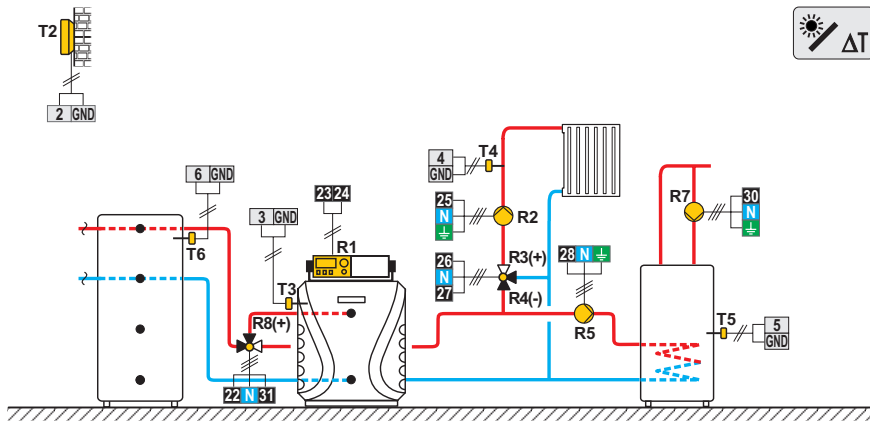 T2
ΔT
2 GND
6 GND
T6
3 GND
23 24
R1
T3
R8(+)
22 N 31
4
GND
T4
25
N
R2
26
N
27
R3(+)
R4(-)
28 N
R5
R7
30
N
T5
5
GND